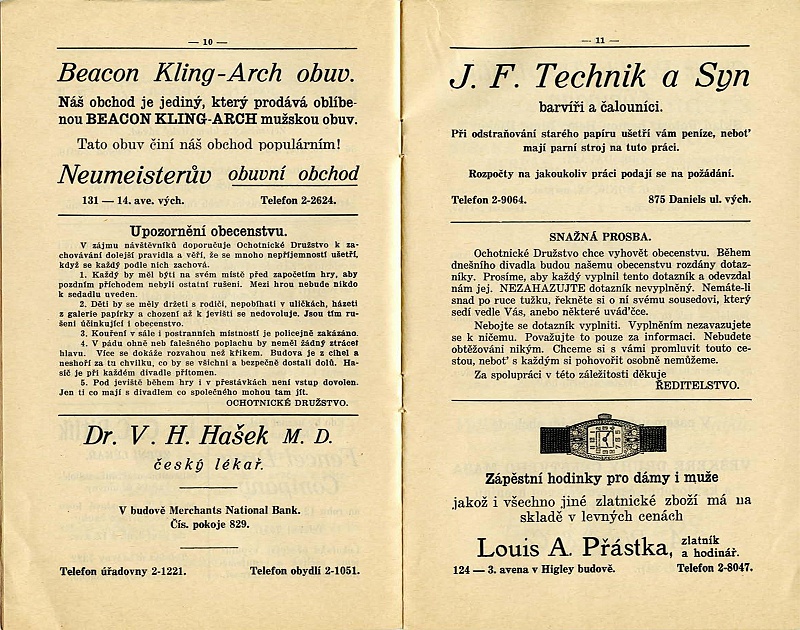 — 10 —
Beacon Kling-Arch obuv.
Náš obchod je jediný, který prodává oblíbe-
nou BEACON KLING-ARCH mužskou obuv.
Tato obuv činí náš obchod populárním!
Neumeisterův obuvní obchod
131 — 14. ave. vých. Telefon 2-2624.
Upozornění obecenstvu.
V zájmu návštěvníků doporučuje Ochotnické Družstvo k za-
chovávání dolejší pravidla a věří, že se mnoho nepříjemností ušetří,
když se každý podle nich zachová.
1. Každý by měl býti na svém místě před započetím hry, aby
pozdním příchodem nebyli ostatní rušeni. Mezi hrou nebude nikdo
k sedadlu uveden.
2. Děti by se měly držeti s rodiči, nepobíhati v uličkách, házeti
z galerie papírky a chození až k jevišti se nedovoluje. Jsou tím ru-
šeni účinkující i obecenstvo.
3. Kouření v sále i postranních místností je policejně zakázáno.
4. V pádu ohně neb falešného poplachu by neměl žádný ztrácet
hlavu. Více se dokáže rozvahou než křikem. Budova je z cihel a
neshoří za tu chvilku, co by se všichni a bezpečně dostali dolů. Ha-
sič je při každém divadle přítomen.
5. Pod jeviště během hry i v přestávkách není vstup dovolen.
Jen ti co mají s divadlem co společného mohou tam jít.
OCHOTNICKÉ DRUŽSTVO.
Dr. V. H. Hašek M. D.
český lékař.
V budově Merchants National Bank.
Čís. pokoje 829.
Telefon úřadovny 2-1221. Telefon obydlí 2-1051.
— 11 —
J. F. Technik a Syn
barvíři a čalouníci.
Při odstraňování starého papíru ušetří vám peníze, neboť
mají parní stroj na tuto práci.
Rozpočty na jakoukoliv práci podají se na požádání.
Telefon 2-9064. 875 Daniels ul. vých.
SNAŽNÁ PROSBA.
Ochotnické Družstvo chce vyhovět obecenstvu. Během
dnešního divadla budou našemu obecenstvu rozdány dotaz-
níky. Prosíme, aby každý vyplnil tento dotazník a odevzdal
nám jej. NEZAHAZUJTE dotazník nevyplněný. Nemáte-li
snad po ruce tužku, řekněte si o ní svému sousedovi, který
sedí vedle Vás, anebo některé uvádčce.
Nebojte se dotazník vyplniti. Vyplněním nezavazujete
se k ničemu. Považujte to pouze za informaci. Nebudete
obtěžováni nikým. Chceme si s vámi promluvit touto ce-
stou, neboť s každým si pohovořit osobně nemůžeme.
Za spolupráci v této záležitosti děkuje
ŘEDITELSTVO.
Zápěstní hodinky pro dámy i muže
jakož i všechno jiné zlatnické zboží má na
skladě v levných cenách
Louis A. Přástka, zlatník
a hodinář.
124 — 3. avena v Higley budově. Telefon 2-8047.